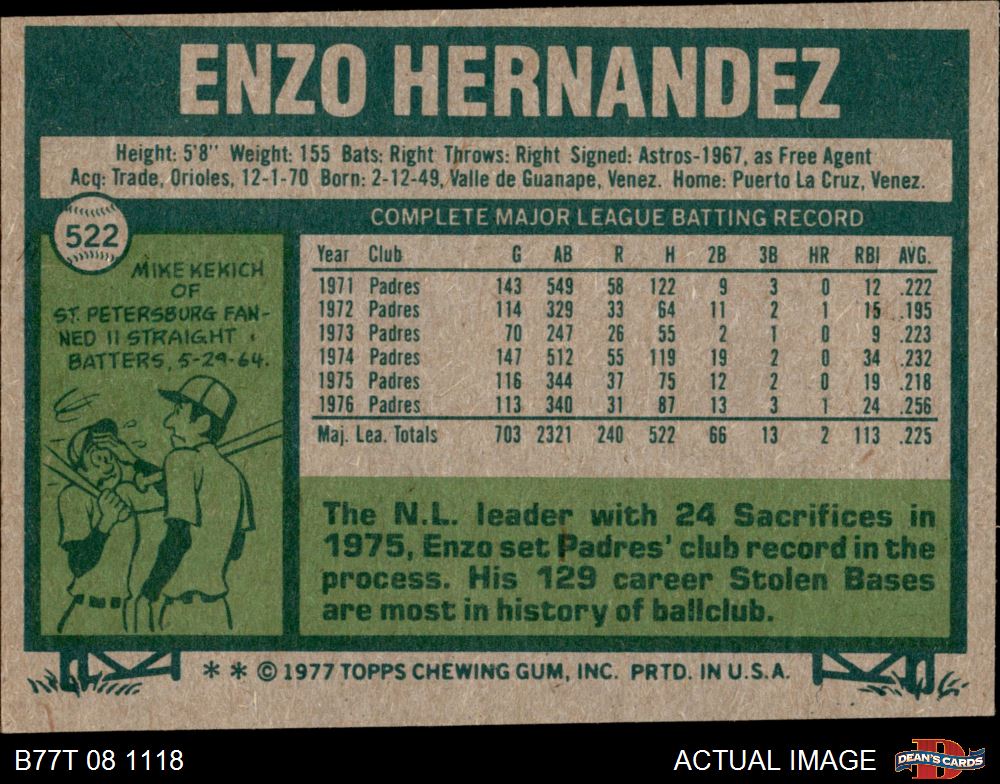 ENZO HERNANDEZ
Height: 5'8" Weight: 155 Bats: Right Throws: Right Signed: Astros-1967, as Free Agent
Acq: Trade, Orioles, 12-1-70 Born: 2-12-49, Valle de Guanape, Venez. Home: Puerto La Cruz, Venez.
522
MIKE KEKICH
OF
ST. PETERSBURG FAN-
NED 11 STRAIGHT
BATTERS, 5-29-64.
COMPLETE MAJOR LEAGUE BATTING RECORD
Year Club G AB R H 2B 3B HR RBI AVG.
1971 Padres 143 549 58 122 9 3 0 12 .222
1972 Padres 114 329 33 64 11 2 1 15 .195
1973 Padres 70 247 26 55 2 1 0 9 .223
1974 Padres 147 512 55 119 19 2 0 34 .232
1975 Padres 116 344 37 75 12 2 0 19 .218
1976 Padres 113 340 31 87 13 3 1 24 .256
Maj. Lea. Totals 703 2321 240 522 66 13 2 113 .225
The N.L. leader with 24 Sacrifices in
1975, Enzo set Padres' club record in the
process. His 129 career Stolen Bases
are most in history of ballclub.
* * © 1977 TOPPS CHEWING GUM, INC. PRTD. IN U.S.A.
B77T 08 1118
ACTUAL IMAGE
D
DEAN'S CARDS